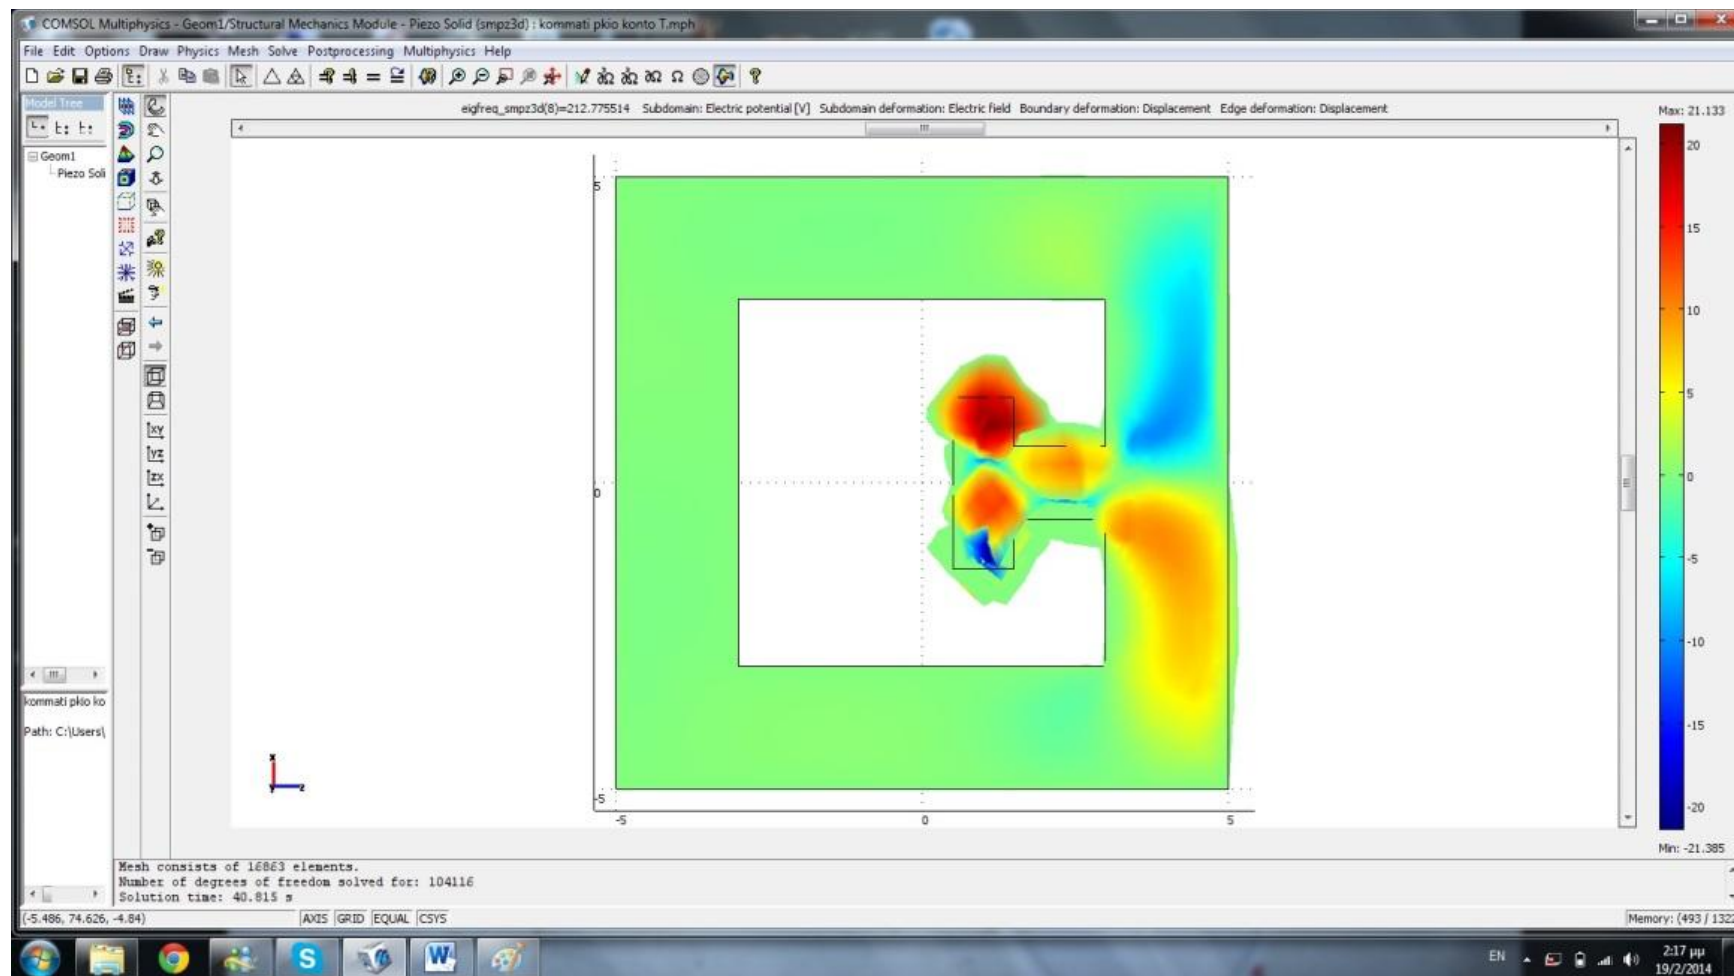 COMSOL Multiphysics - Geom1/Structural Mechanics Module - Piezo Solid (smpz3d) : kommati pkio konto T.mph
File Edit Options Draw Physics Mesh Solve Postprocessing Multiphysics Help
Model Tree
Geom1
Piezo Soli
eigfreq_smpz3d(8)=212.775514 Subdomain: Electric potential [V] Subdomain deformation: Electric field Boundary deformation: Displacement Edge deformation: Displacement
Max: 21.133
20
15
10
5
0
-5
-10
-15
-20
Min: -21.385
5
0
-5
-5 0 5
x
y z
xy
yz
zx
kommati pkio ko
Path: C:\Users\
Mesh consists of 16863 elements.
Number of degrees of freedom solved for: 104116
Solution time: 40.815 s
(-5.486, 74.626, -4.84) AXIS GRID EQUAL CSYS Memory: (493 / 1322
EN 2:17 μμ
19/2/2014